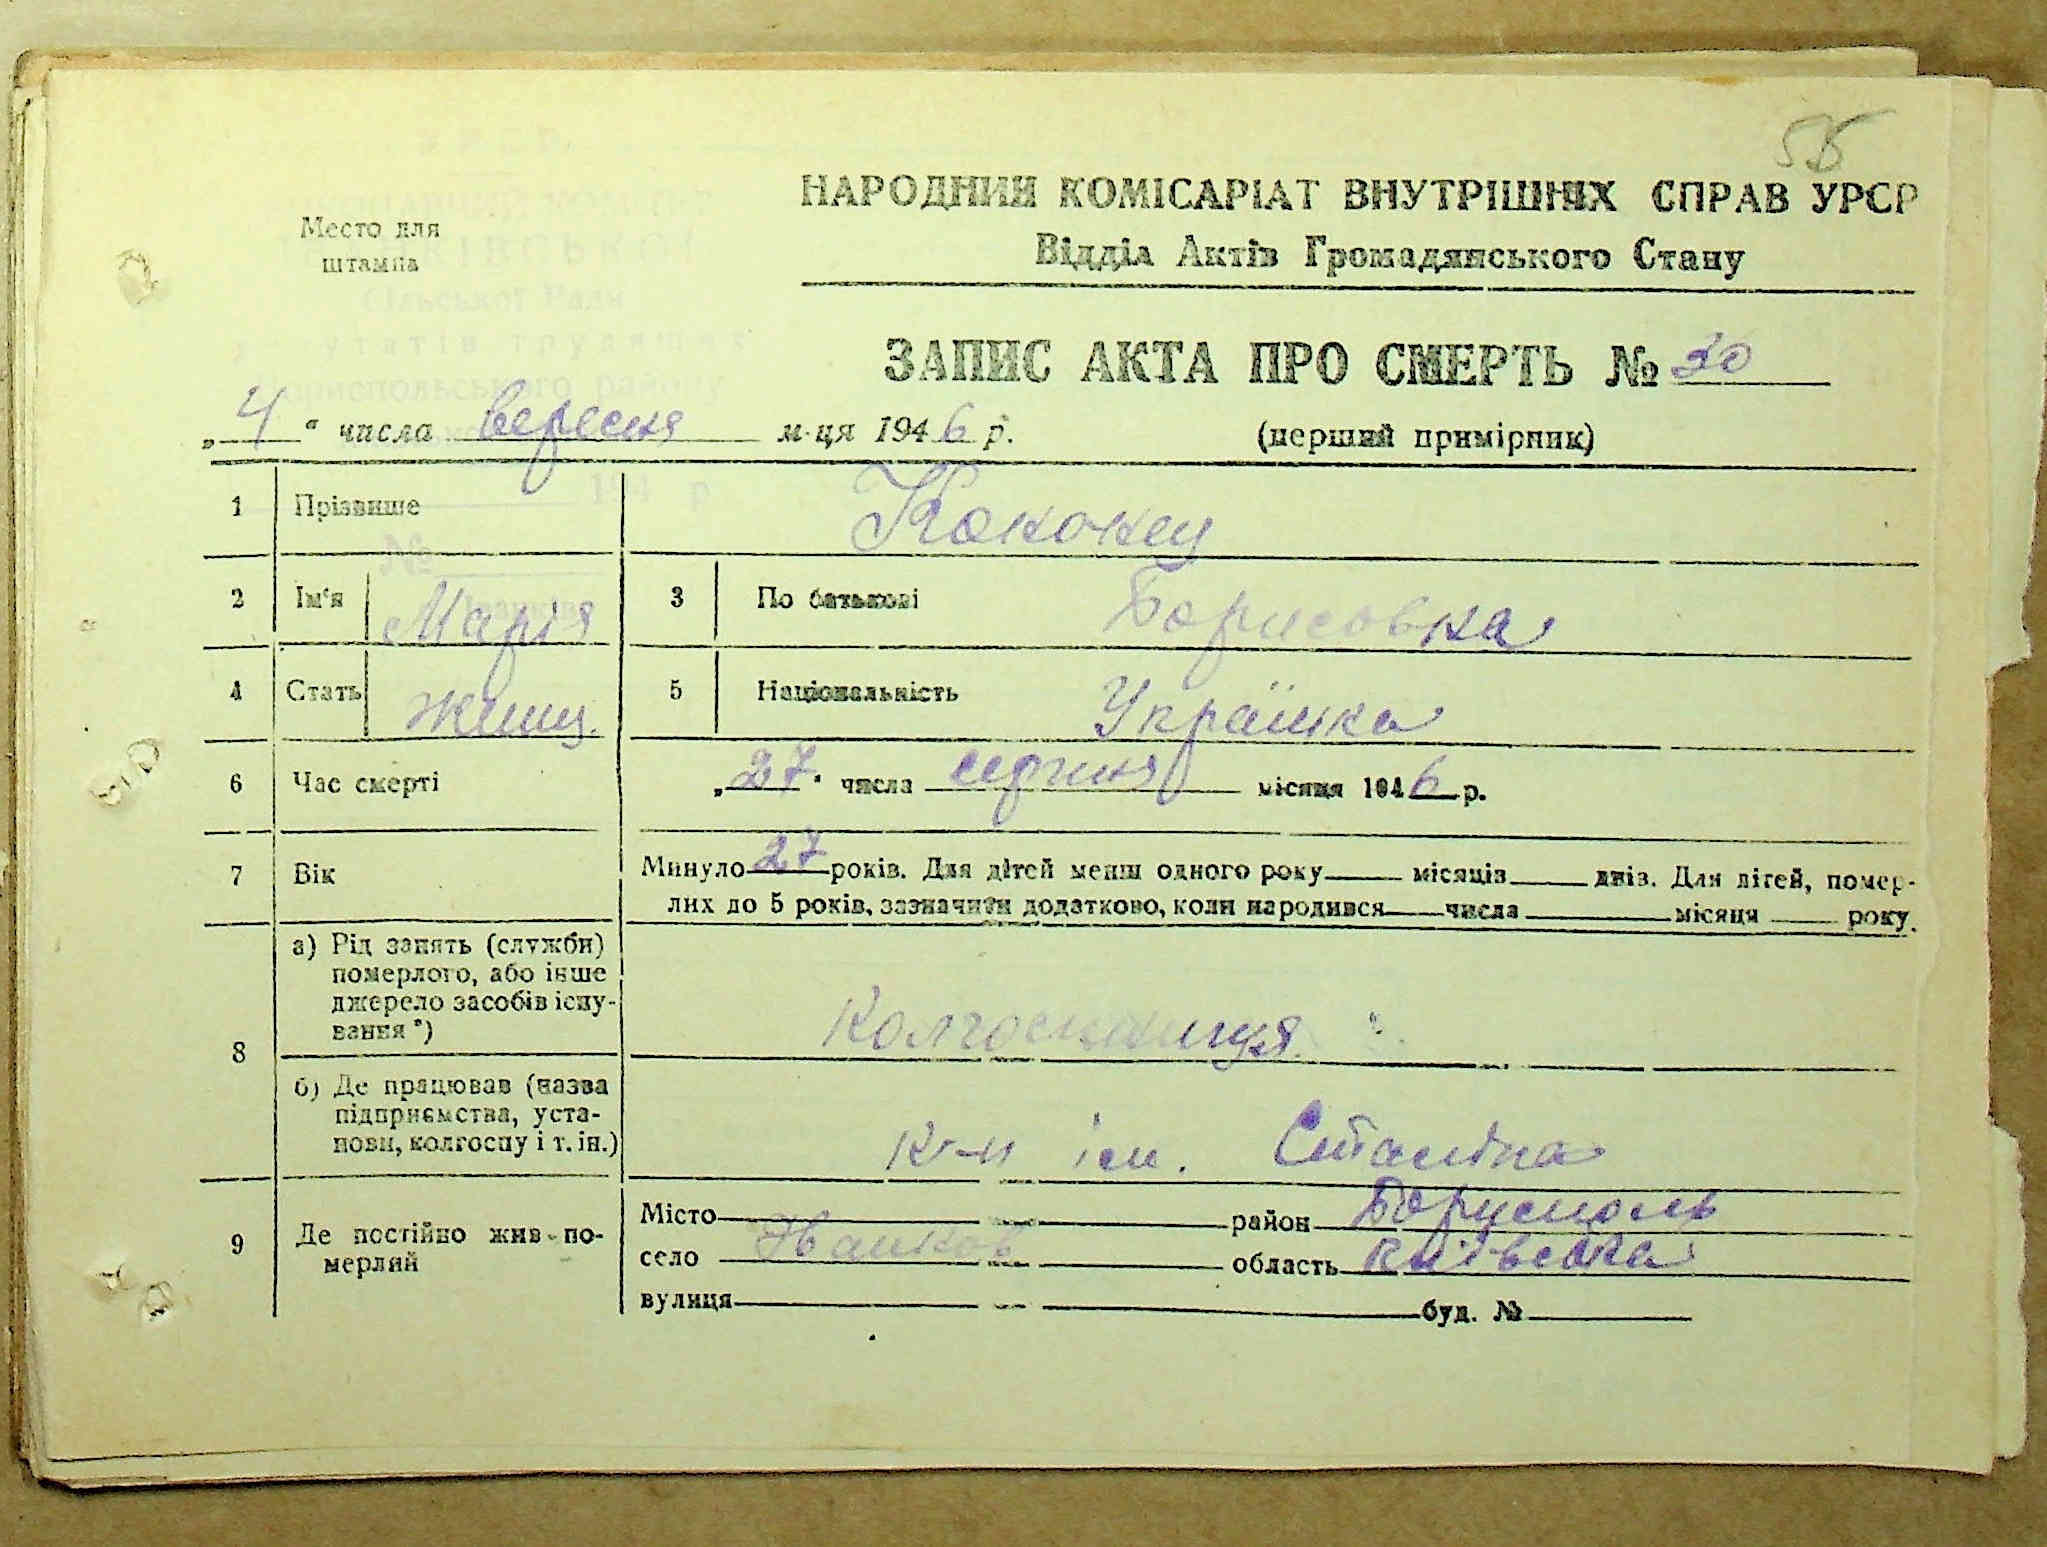 55
Место для
штампа
НАРОДНИЙ КОМІСАРІАТ ВНУТРІШНІХ СПРАВ УРСР
Відділ Актів Громадянського Стану
ЗАПИС АКТА ПРО СМЕРТЬ № 30
„4“ числа вересня м-ця 1946 р. (перший примірник)
1 Прізвище
2 Ім'я Марія 3 По батькові Борисовна
4 Стать жінщ. 5 Національність Українка
6 Час смерті „27“ числа серпня місяця 1946 р.
7 Вік Минуло 27 років. Для дітей менш одного року місяців днів. Для дітей, помер-
лих до 5 років, зазначити додатково, коли народився числа місяця року.
8 а) Рід занять (служби)
померлого, або інше
джерело засобів існу-
вання*)
Колгоспниця
б) Де працював (назва
підприємства, уста-
нови, колгоспу і т. ін.)
к-п ім. Сталіна
9 Де постійно жив по-
мерлий
Місто район Бориспіль
село Іванков область Київська
вулиця буд. №